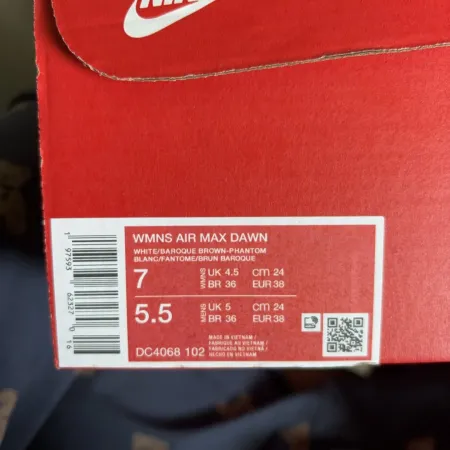 NIKE
WMNS AIR MAX DAWN
WHITE/BAROQUE BROWN-PHANTOM
BLANC/FANTOME/BRUN BAROQUE
7 WMNS UK 4.5 cm 24
BR 36 EUR 38
5.5 MENS UK 5 cm 24
BR 36 EUR 38
DC4068 102
MADE IN VIETNAM /
FABRIQUE AU VIETNAM /
FABRICADO NO VIETNÃ /
HECHO EN VIETNAM